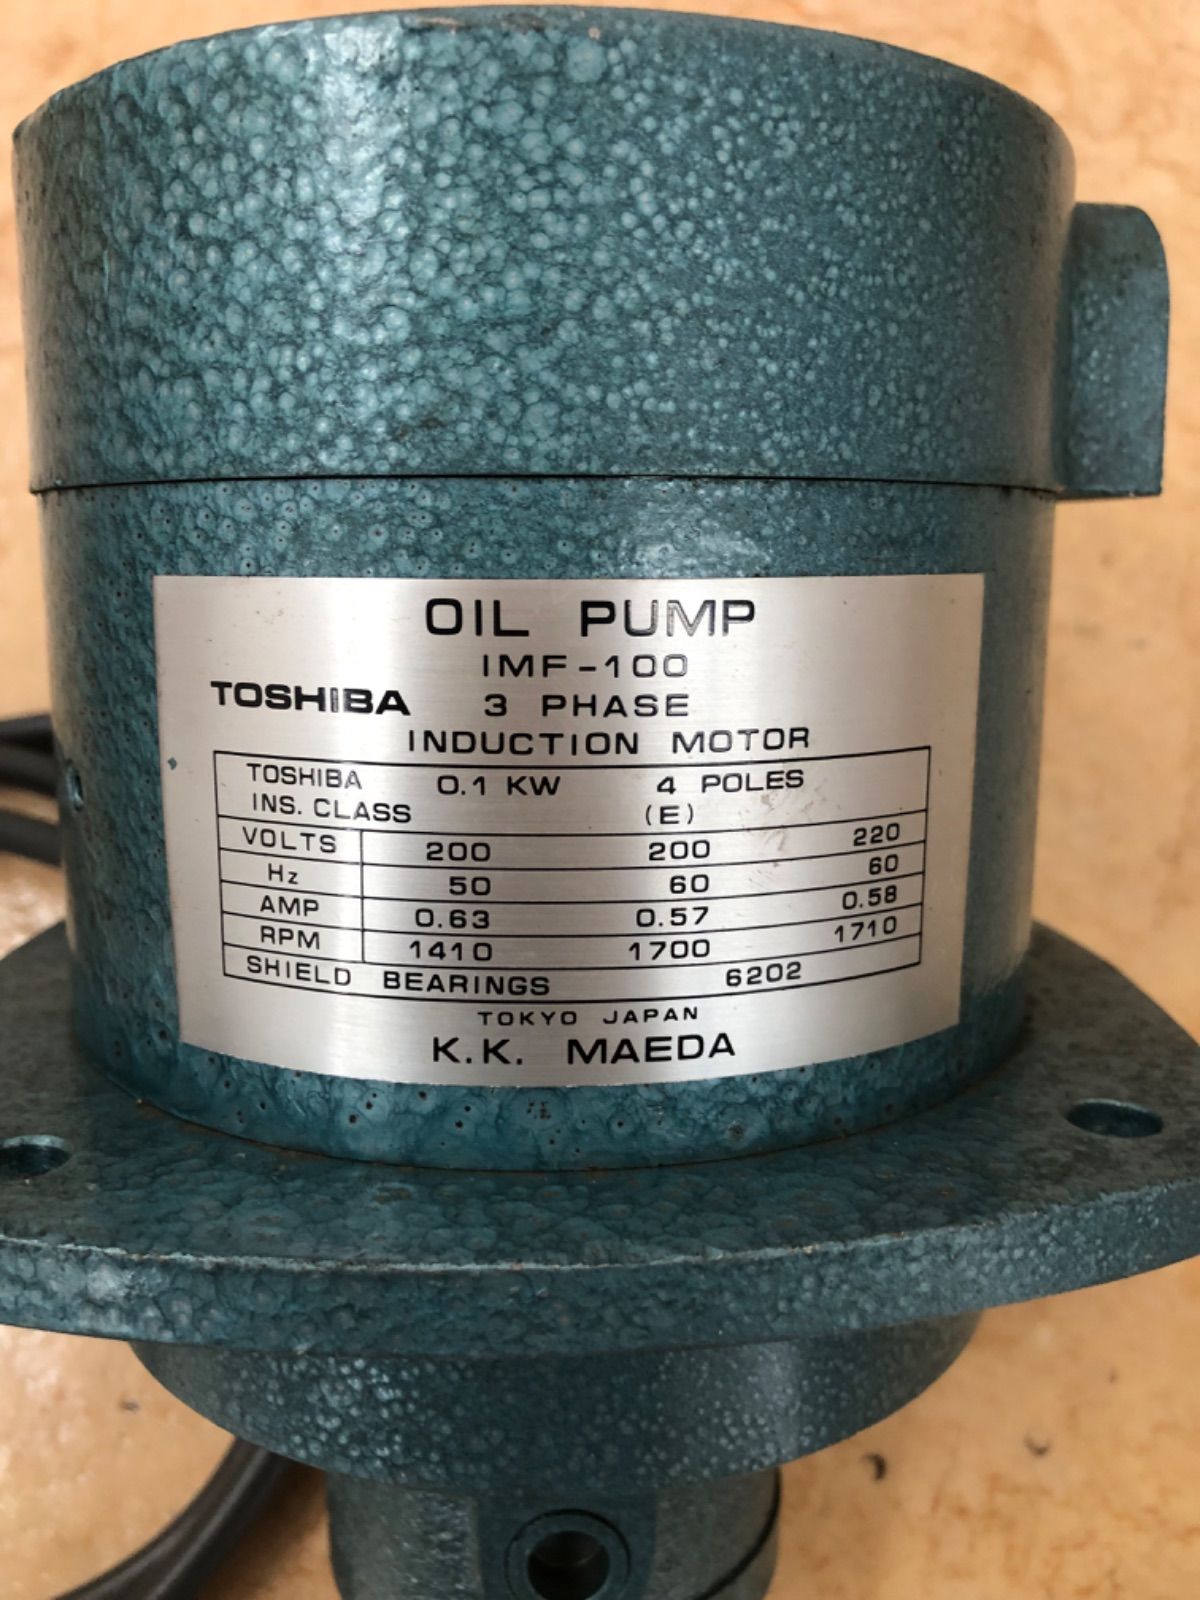 OIL PUMP
IMF-100
TOSHIBA 3 PHASE
INDUCTION MOTOR
TOSHIBA 0.1 KW 4 POLES
INS. CLASS (E)
VOLTS 200 200 220
Hz 50 60 60
AMP 0.63 0.57 0.58
RPM 1410 1700 1710
SHIELD BEARINGS 6202
TOKYO JAPAN
K.K. MAEDA